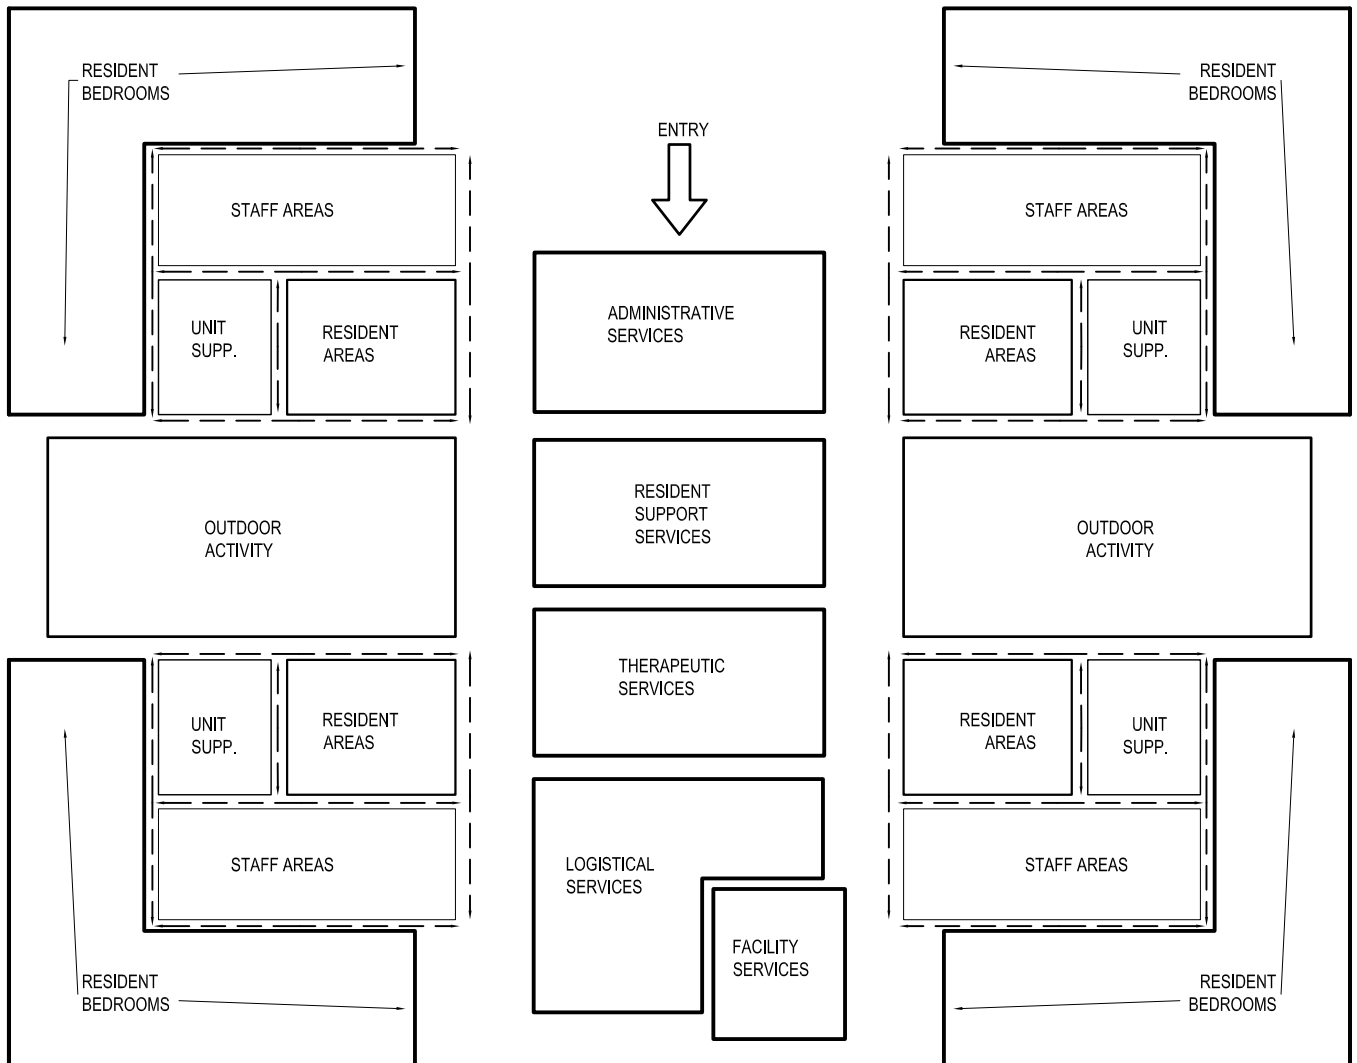 RESIDENT
BEDROOMS
RESIDENT
BEDROOMS
ENTRY
STAFF AREAS
STAFF AREAS
UNIT
SUPP.
RESIDENT
AREAS
ADMINISTRATIVE
SERVICES
RESIDENT
AREAS
UNIT
SUPP.
OUTDOOR
ACTIVITY
RESIDENT
SUPPORT
SERVICES
OUTDOOR
ACTIVITY
UNIT
SUPP.
RESIDENT
AREAS
THERAPEUTIC
SERVICES
RESIDENT
AREAS
UNIT
SUPP.
STAFF AREAS
LOGISTICAL
SERVICES
STAFF AREAS
FACILITY
SERVICES
RESIDENT
BEDROOMS
RESIDENT
BEDROOMS